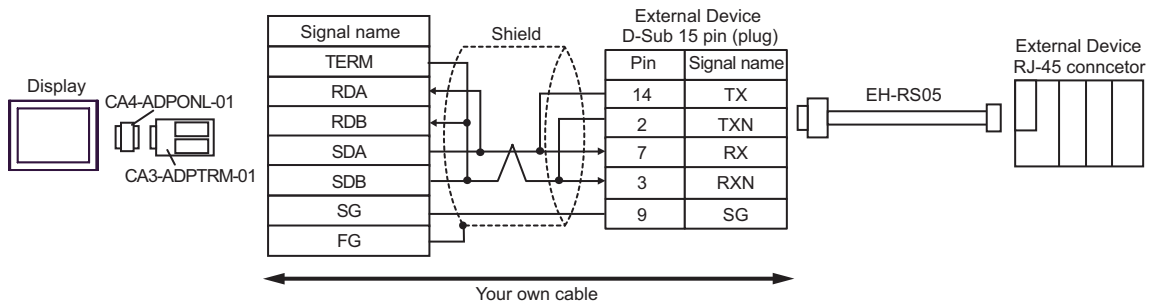 Display
CA4-ADPONL-01
CA3-ADPTRM-01
Signal name
TERM
RDA
RDB
SDA
SDB
SG
FG
Shield
External Device
D-Sub 15 pin (plug)
Pin Signal name
14 TX
2 TXN
7 RX
3 RXN
9 SG
EH-RS05
External Device
RJ-45 conncetor
Your own cable